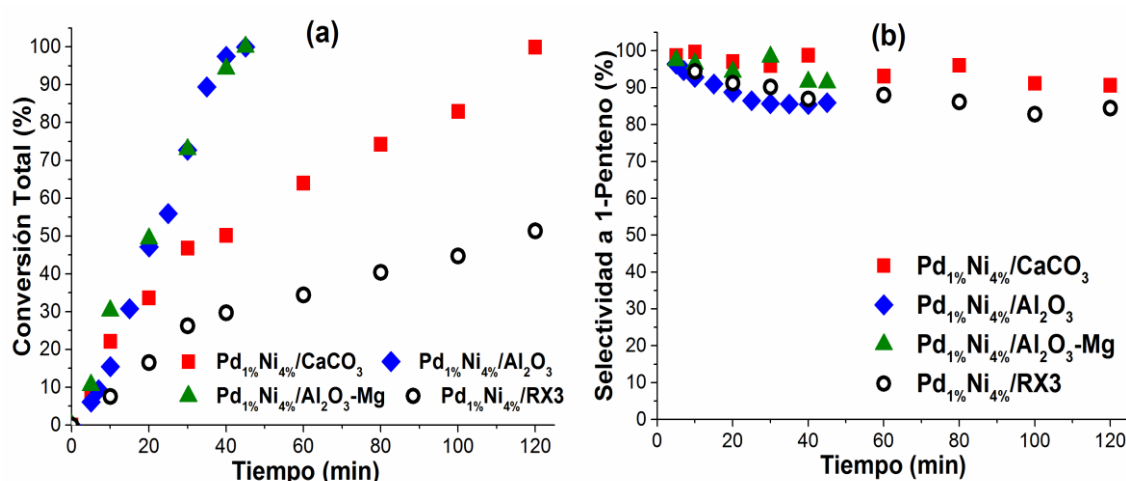 (a)
Conversión Total (%)
100
90
80
70
60
50
40
30
20
10
0
Pd1%Ni4%/CaCO3
Pd1%Ni4%/Al2O3
Pd1%Ni4%/Al2O3-Mg
Pd1%Ni4%/RX3
0 20 40 60 80 100 120
Tiempo (min)
(b)
Selectividad a 1-Penteno (%)
100
90
80
70
60
50
40
30
20
10
0
Pd1%Ni4%/CaCO3
Pd1%Ni4%/Al2O3
Pd1%Ni4%/Al2O3-Mg
Pd1%Ni4%/RX3
0 20 40 60 80 100 120
Tiempo (min)